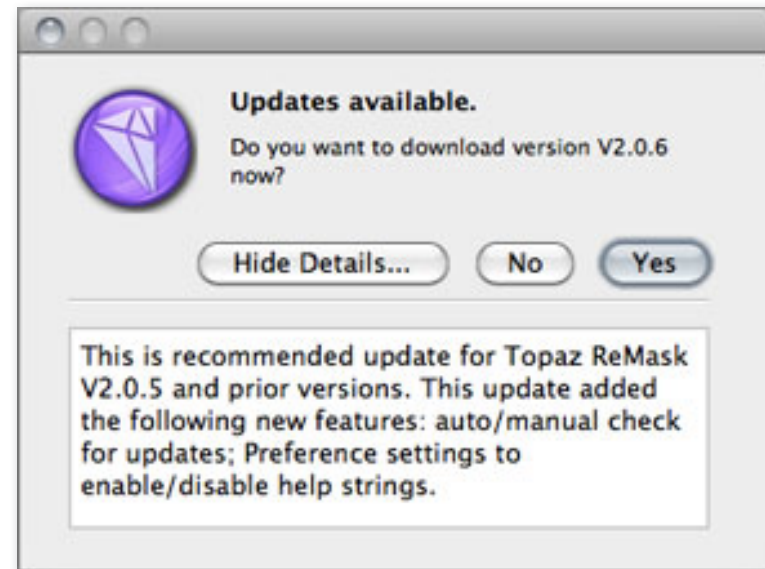 Updates available.
Do you want to download version V2.0.6
now?
Hide Details...
No
Yes
This is recommended update for Topaz ReMask
V2.0.5 and prior versions. This update added
the following new features: auto/manual check
for updates; Preference settings to
enable/disable help strings.